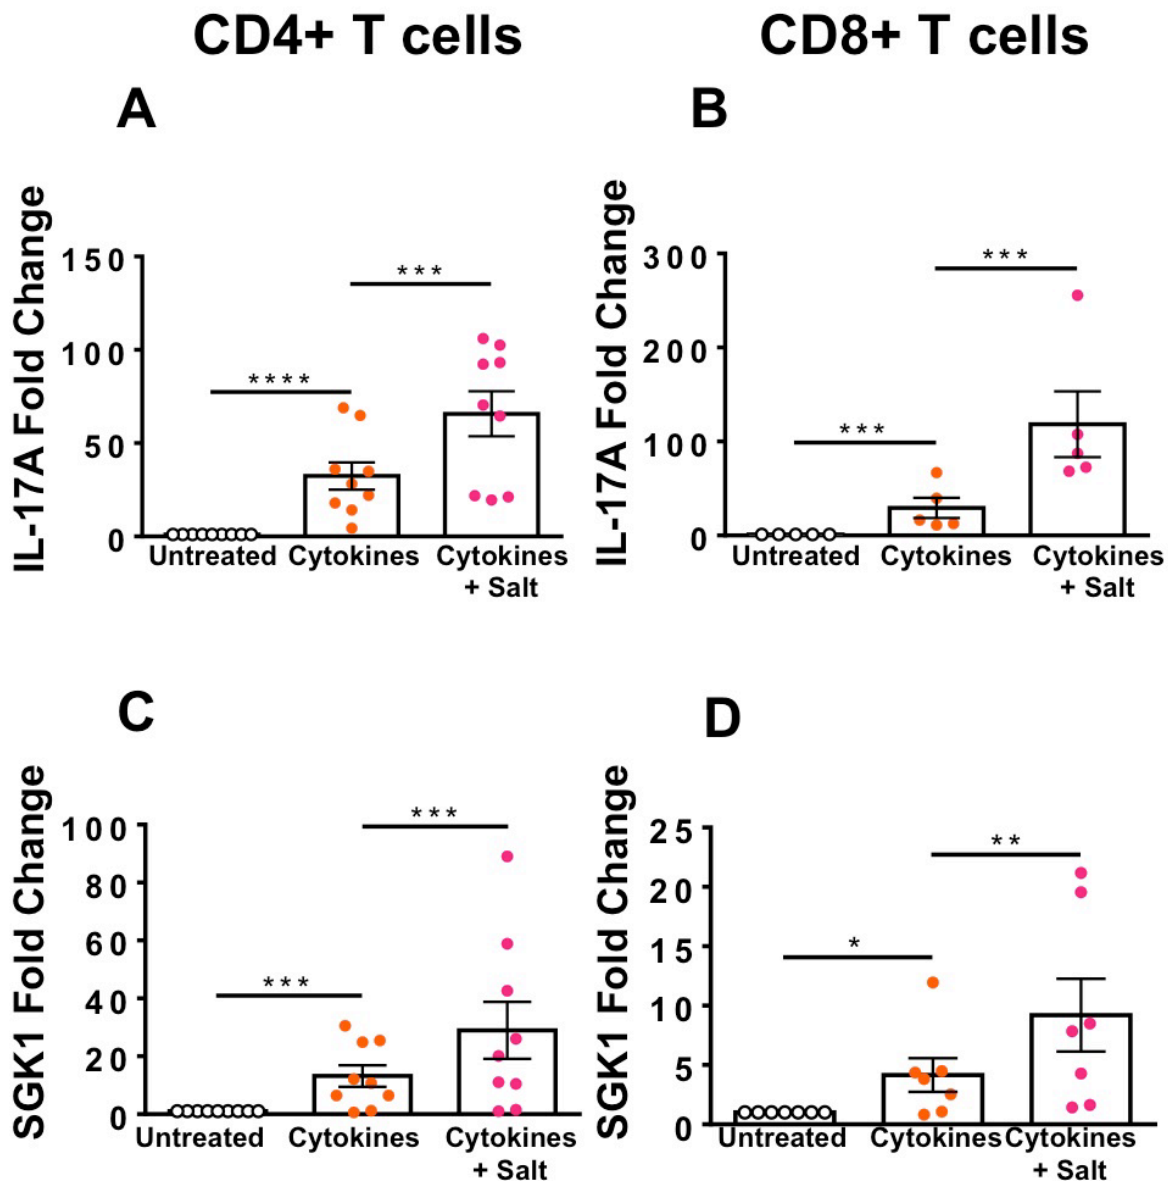 CD4+ T cells
CD8+ T cells
A
B
IL-17A Fold Change
150
100
50
0
****
***
Untreated
Cytokines
Cytokines
+ Salt
IL-17A Fold Change
300
200
100
0
***
***
Untreated
Cytokines
Cytokines
+ Salt
C
D
SGK1 Fold Change
100
80
60
40
20
0
***
***
Untreated
Cytokines
Cytokines
+ Salt
SGK1 Fold Change
25
20
15
10
5
0
*
**
Untreated
Cytokines
Cytokines
+ Salt